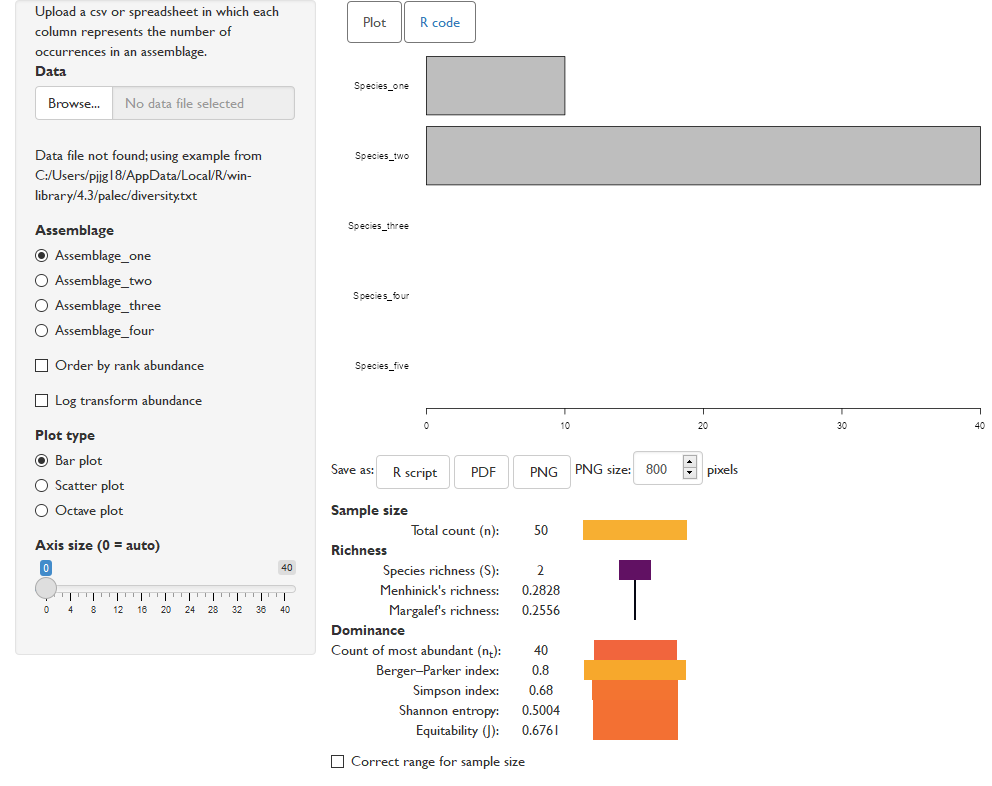 Upload a csv or spreadsheet in which each
column represents the number of
occurrences in an assemblage.
Data
Browse... No data file selected
Data file not found; using example from
C:/Users/pjjg18/AppData/Local/R/win-
library/4.3/palec/diversity.txt
Assemblage
Assemblage_one
Assemblage_two
Assemblage_three
Assemblage_four
Order by rank abundance
Log transform abundance
Plot type
Bar plot
Scatter plot
Octave plot
Axis size (0 = auto)
0 40
0 4 8 12 16 20 24 28 32 36 40
Plot R code
Species_one
Species_two
Species_three
Species_four
Species_five
0 10 20 30 40
Save as: R script PDF PNG PNG size: 800 pixels
Sample size
Total count (n): 50
Richness
Species richness (S): 2
Menhinick's richness: 0.2828
Margalef's richness: 0.2556
Dominance
Count of most abundant (nt): 40
Berger–Parker index: 0.8
Simpson index: 0.68
Shannon entropy: 0.5004
Equitability (J): 0.6761
Correct range for sample size